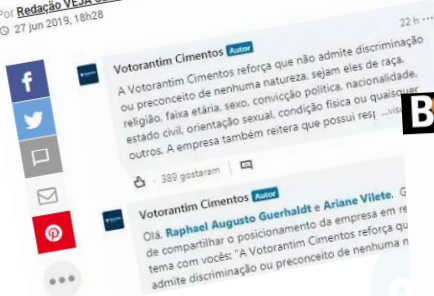 Por Redação VEJA
27 jun 2019, 18h28
22 h
Votorantim Cimentos Autor
A Votorantim Cimentos reforça que não admite discriminação
ou preconceito de nenhuma natureza, sejam eles de raça,
religião, faixa etária, sexo, convicção política, nacionalidade,
estado civil, orientação sexual, condição física ou quaisquer
outros. A empresa também reitera que possui
B
389 gostaram
Votorantim Cimentos Autor
Olá, Raphael Augusto Guerhaldt e Ariane Vilete, G
de compartilhar o posicionamento da empresa em re
tema com vocês: "A Votorantim Cimentos reforça qu
admite discriminação ou preconceito de nenhuma n